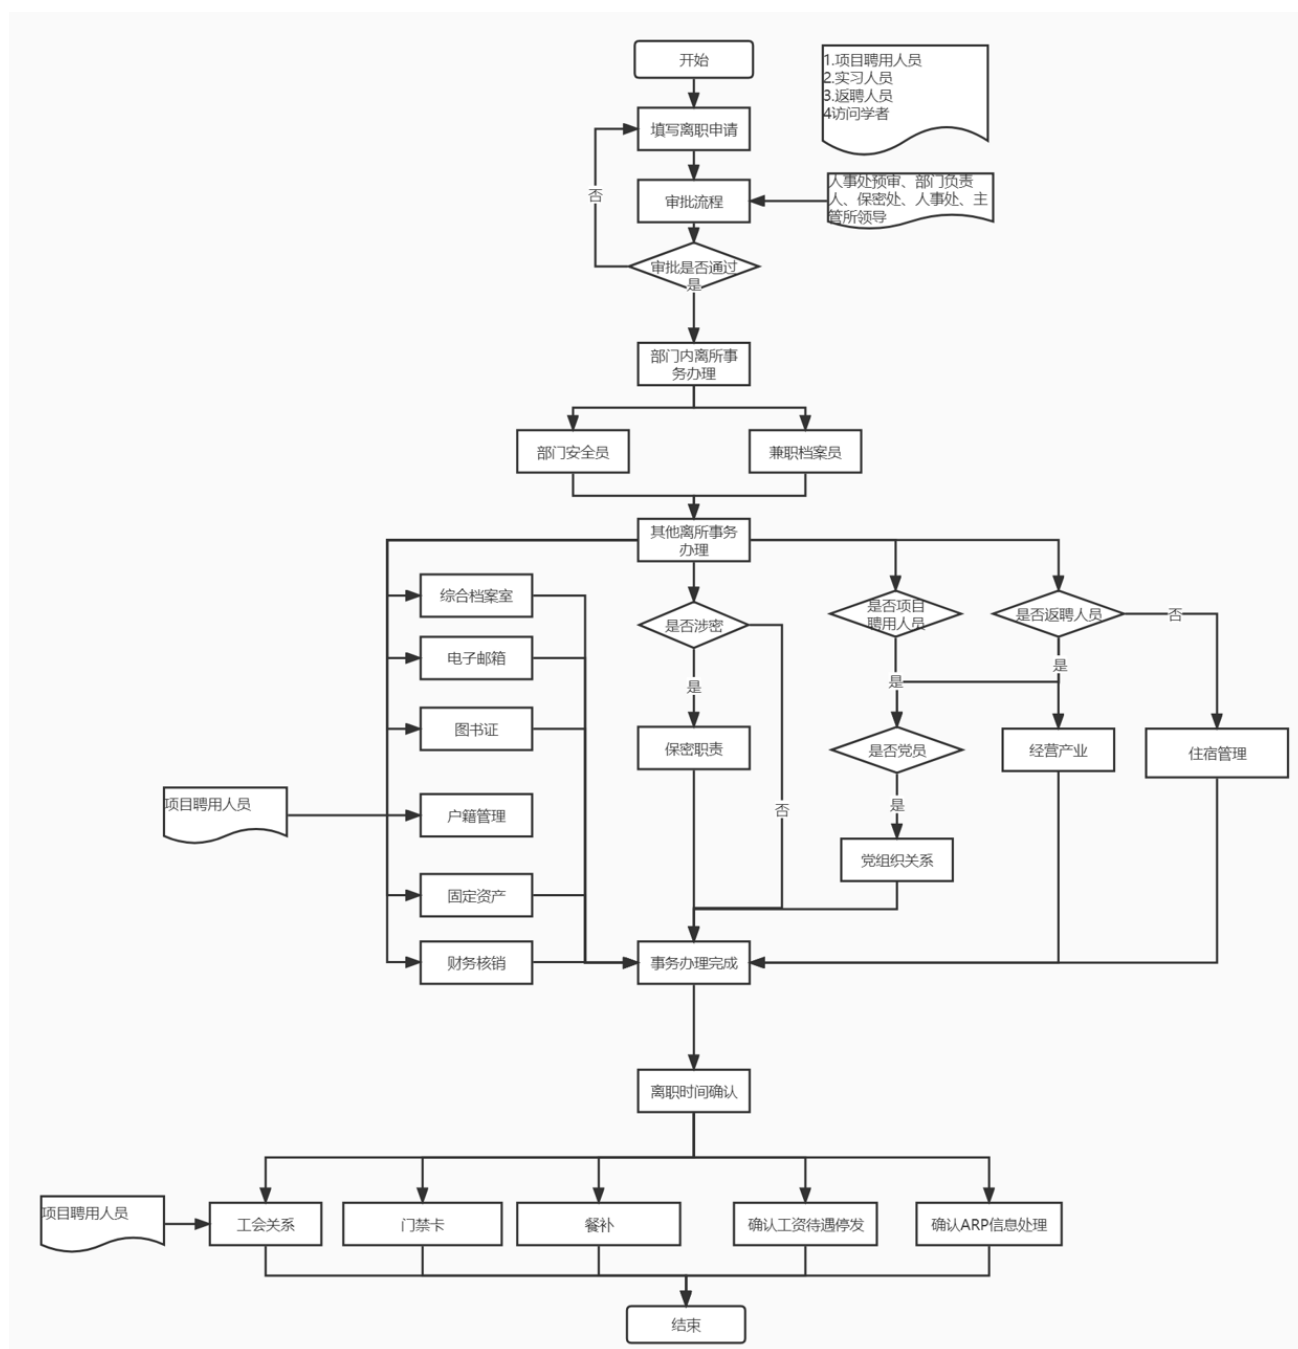 开始
1.项目聘用人员
2.实习人员
3.返聘人员
4访问学者
填写离职申请
否
审批流程
人事处预审、部门负责
人、保密处、人事处、主
管所领导
审批是否通过
是
部门内离所事
务办理
部门安全员
兼职档案员
其他离所事务
办理
综合档案室
是否涉密
是否项目
聘用人员
是否返聘人员
否
电子邮箱
是
是
是
图书证
保密职责
是否党员
经营产业
住宿管理
项目聘用人员
户籍管理
否
是
党组织关系
固定资产
财务核销
事务办理完成
离职时间确认
项目聘用人员
工会关系
门禁卡
餐补
确认工资待遇停发
确认ARP信息处理
结束